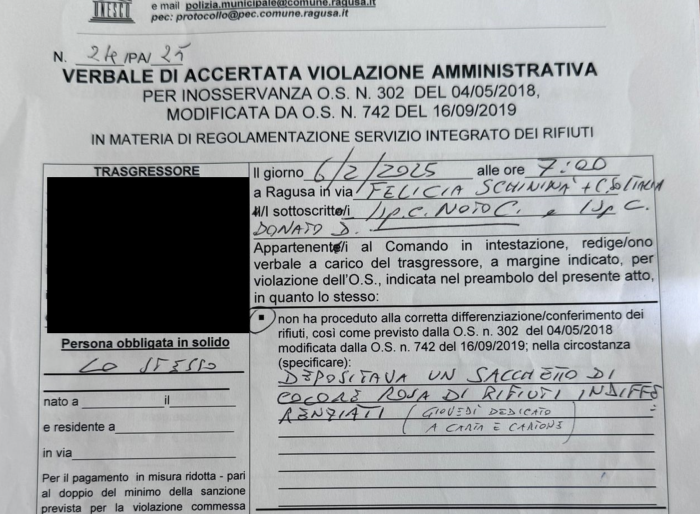 UNESCO
e mail polizia.municipale@comune.ragusa.it
pec: protocollo@pec.comune.ragusa.it
N. 24 /PA/ 25
VERBALE DI ACCERTATA VIOLAZIONE AMMINISTRATIVA
PER INOSSERVANZA O.S. N. 302 DEL 04/05/2018,
MODIFICATA DA O.S. N. 742 DEL 16/09/2019
IN MATERIA DI REGOLAMENTAZIONE SERVIZIO INTEGRATO DEI RIFIUTI
TRASGRESSORE
Persona obbligata in solido
LO STESSO
nato a il
e residente a
in via
Per il pagamento in misura ridotta - pari
al doppio del minimo della sanzione
prevista per la violazione commessa
Il giorno 6/2/2025 alle ore 7:00
a Ragusa in via FELICIA SCHININA' + C.SO ITALIA
Il/I sottoscritto/i Isp.C. NOTO C. e Isp C.
DONATO D.
Appartenente/i al Comando in intestazione, redige/ono
verbale a carico del trasgressore, a margine indicato, per
violazione dell'O.S., indicata nel preambolo del presente atto,
in quanto lo stesso:
non ha proceduto alla corretta differenziazione/conferimento dei
rifiuti, così come previsto dalla O.S. n. 302 del 04/05/2018
modificata dalla O.S. n. 742 del 16/09/2019; nella circostanza
(specificare):
DEPOSITAVA UN SACCHETTO DI
COLORE ROSA DI RIFIUTI INDIFFE
RENZIATI (GIOVEDÌ DEDICATO
A CARTA E CARTONE)